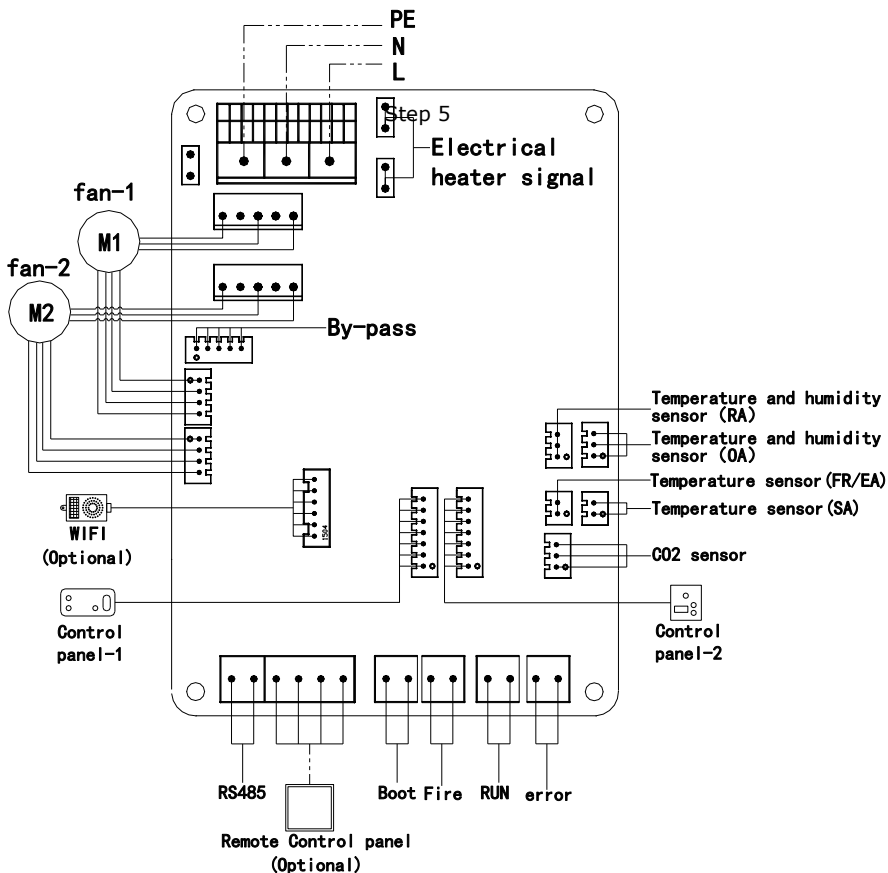 PE
N
L
Step 5
Electrical
heater signal
fan-1
M1
fan-2
M2
By-pass
Temperature and humidity
sensor (RA)
Temperature and humidity
sensor (OA)
Temperature sensor(FR/EA)
Temperature sensor(SA)
CO2 sensor
1504
WIFI
(Optional)
Control
panel-1
Control
panel-2
RS485
Boot
Fire
RUN
error
Remote Control panel
(Optional)